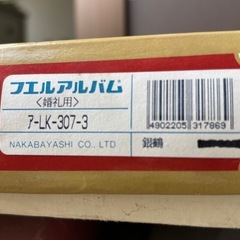 フエルアルバム
〈婚礼用〉
ア-LK-307-3
NAKABAYASHI CO., LTD
4902205 317869
銀鶴